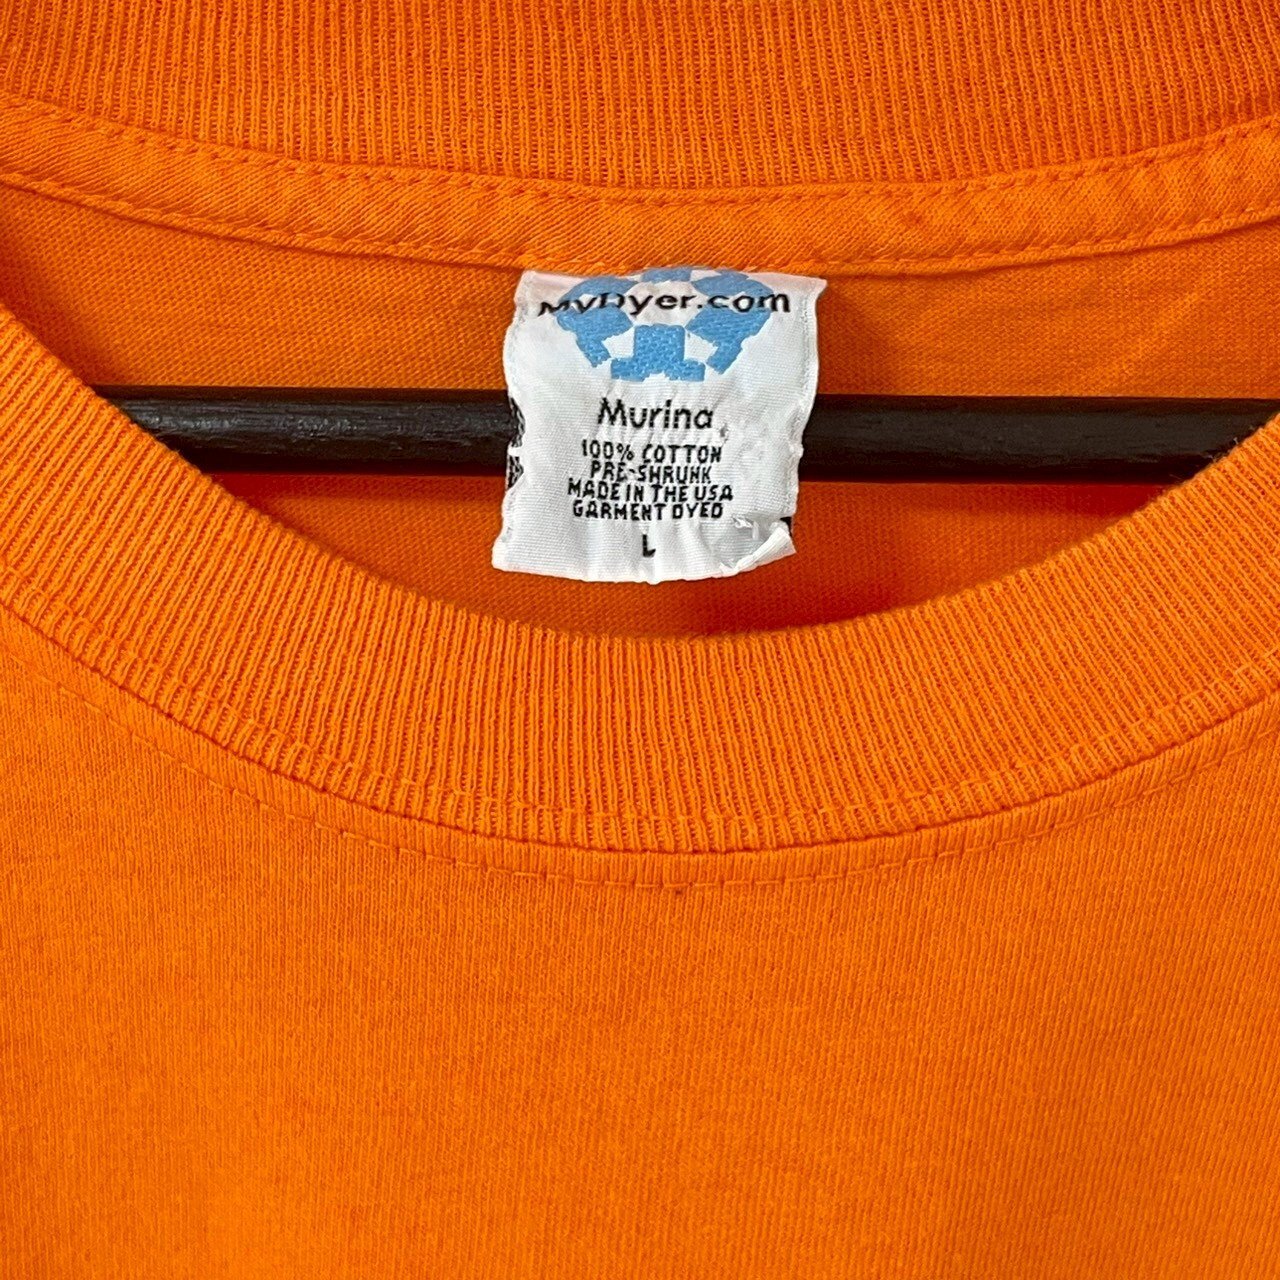 MyDyer.com
Murina
100% COTTON
PRE-SHRUNK
MADE IN THE USA
GARMENT DYED
L